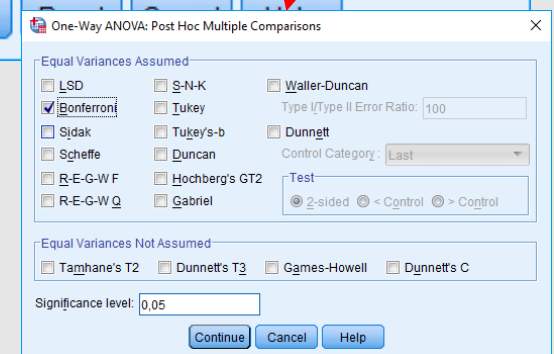 One-Way ANOVA: Post Hoc Multiple Comparisons
Equal Variances Assumed
LSD S-N-K Waller-Duncan
Bonferroni Tukey Type I/Type II Error Ratio: 100
Sidak Tukey's-b Dunnett
Scheffe Duncan Control Category: Last
R-E-G-W F Hochberg's GT2 Test
R-E-G-W Q Gabriel 2-sided < Control > Control
Equal Variances Not Assumed
Tamhane's T2 Dunnett's T3 Games-Howell Dunnett's C
Significance level: 0,05
Continue Cancel Help